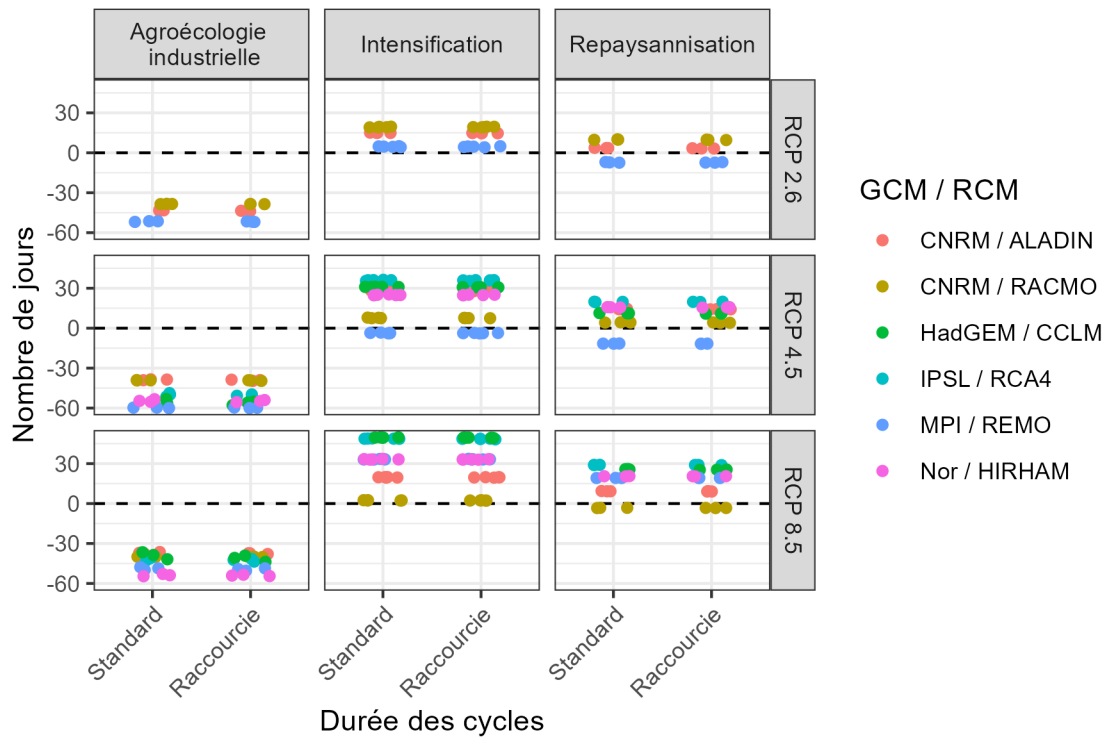 Agroécologie
industrielle
Intensification
Repaysannisation
Nombre de jours
30
0
-30
-60
RCP 2.6
30
0
-30
-60
RCP 4.5
30
0
-30
-60
RCP 8.5
Standard
Raccourcie
Standard
Raccourcie
Standard
Raccourcie
Durée des cycles
GCM / RCM
CNRM / ALADIN
CNRM / RACMO
HadGEM / CCLM
IPSL / RCA4
MPI / REMO
Nor / HIRHAM